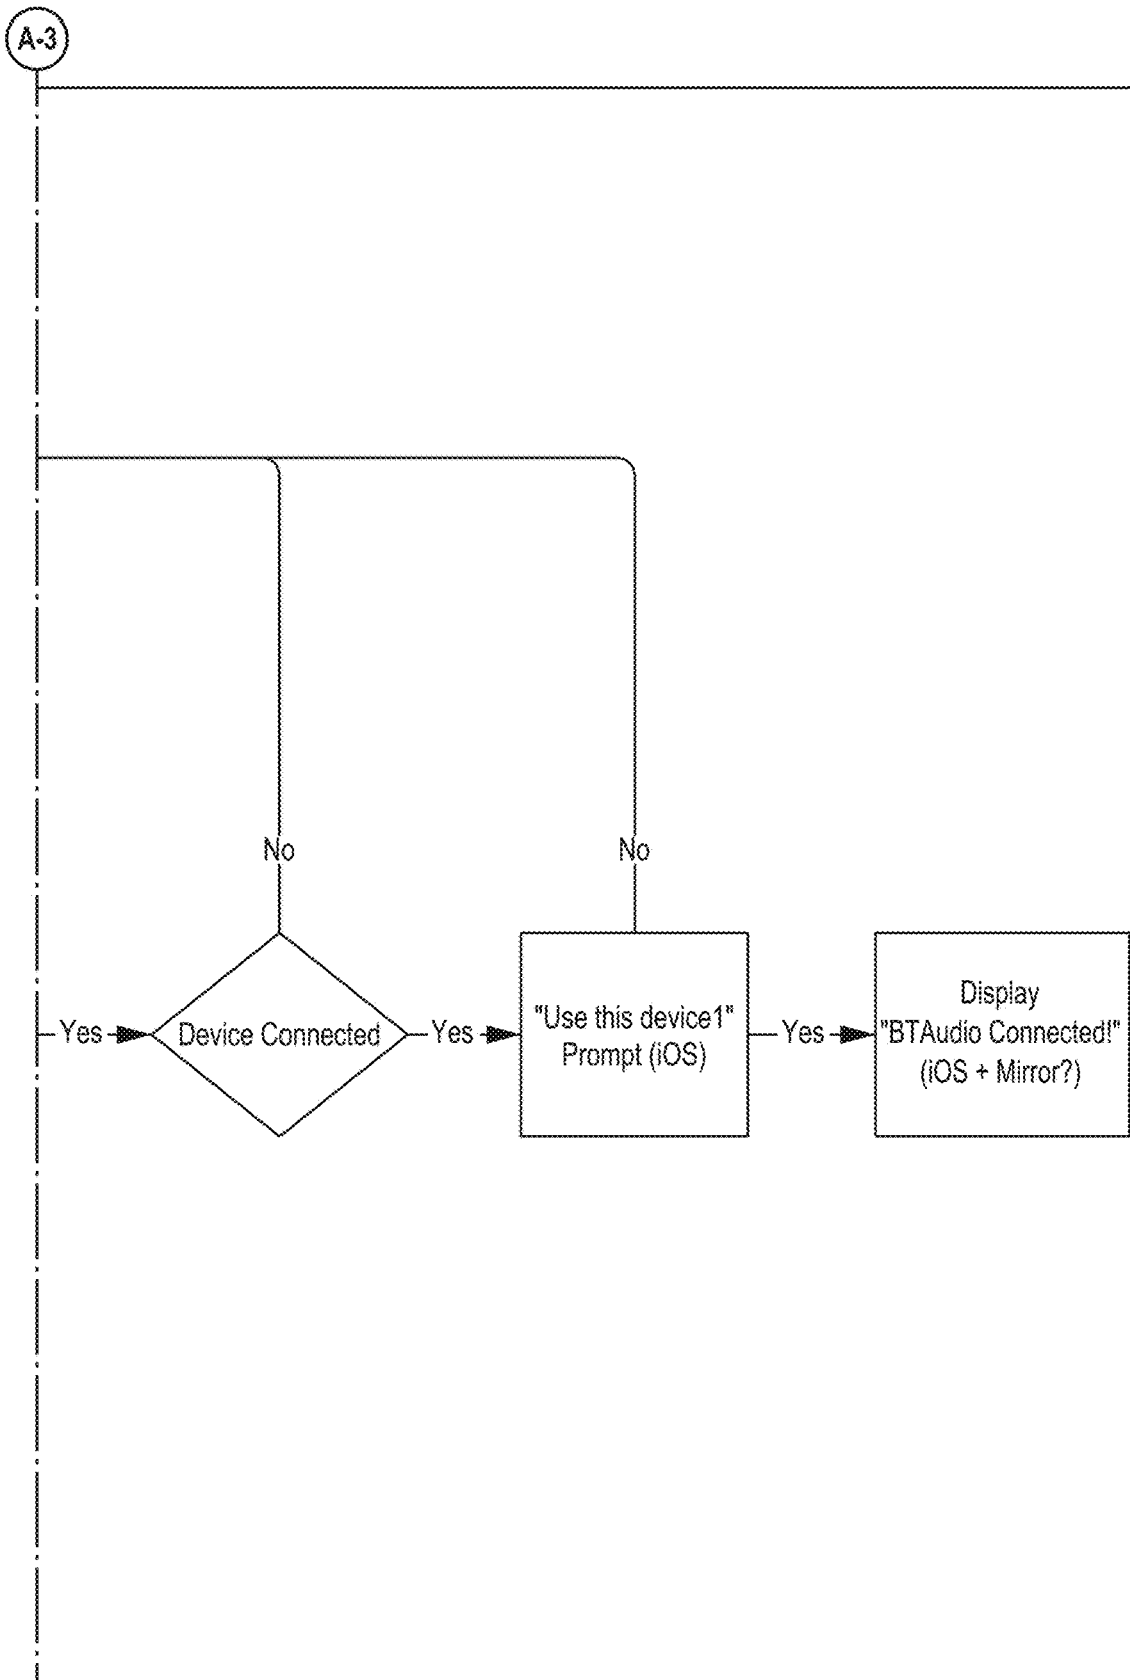 A-3
No
No
Yes
Device Connected
Yes
"Use this device1"
Prompt (iOS)
Yes
Display
"BTAudio Connected!"
(iOS + Mirror?)